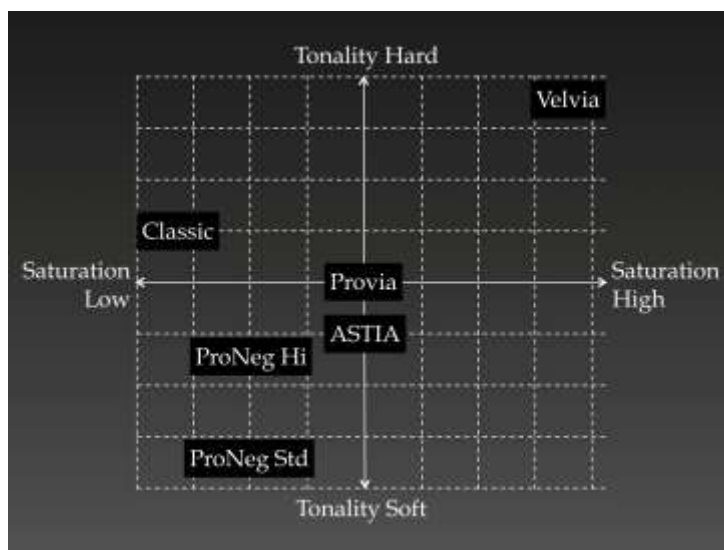 Tonality Hard
Velvia
Classic
Saturation
Low
Provia
Saturation
High
ASTIA
ProNeg Hi
ProNeg Std
Tonality Soft